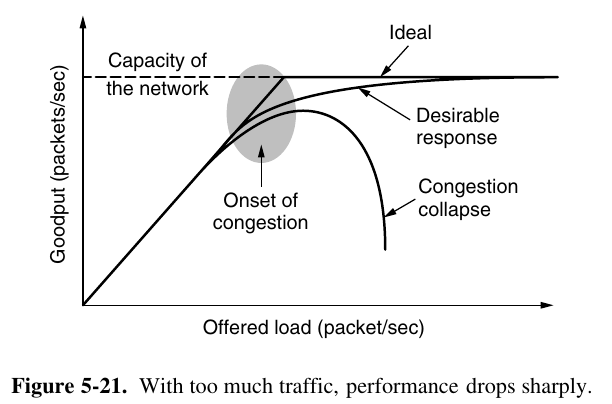 Ideal
Capacity of
the network
Desirable
response
Goodput (packets/sec)
Congestion
collapse
Onset of
congestion
Offered load (packet/sec)
Figure 5-21. With too much traffic, performance drops sharply.